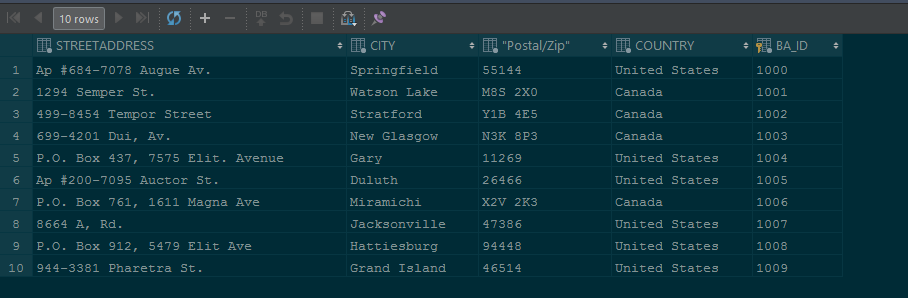 10 rows DB
STREETADDRESS CITY "Postal/Zip" COUNTRY BA_ID
1 Ap #684-7078 Augue Av. Springfield 55144 United States 1000
2 1294 Semper St. Watson Lake M8S 2X0 Canada 1001
3 499-8454 Tempor Street Stratford Y1B 4E5 Canada 1002
4 699-4201 Dui, Av. New Glasgow N3K 8P3 Canada 1003
5 P.O. Box 437, 7575 Elit. Avenue Gary 11269 United States 1004
6 Ap #200-7095 Auctor St. Duluth 26466 United States 1005
7 P.O. Box 761, 1611 Magna Ave Miramichi X2V 2K3 Canada 1006
8 8664 A, Rd. Jacksonville 47386 United States 1007
9 P.O. Box 912, 5479 Elit Ave Hattiesburg 94448 United States 1008
10 944-3381 Pharetra St. Grand Island 46514 United States 1009